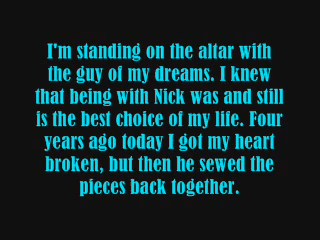 I'm standing on the altar with
the guy of my dreams. I knew
that being with Nick was and still
is the best choice of my life. Four
years ago today I got my heart
broken, but then he sewed the
pieces back together.